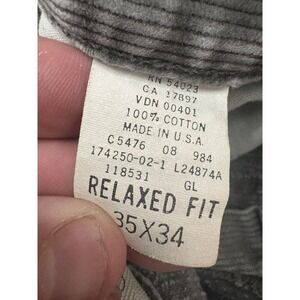 RN 54023
CA 17897
VDN 00401
100% COTTON
MADE IN U.S.A.
C5476 08 984
174250-02-1 L24874A
118531 GL
RELAXED FIT
35X34